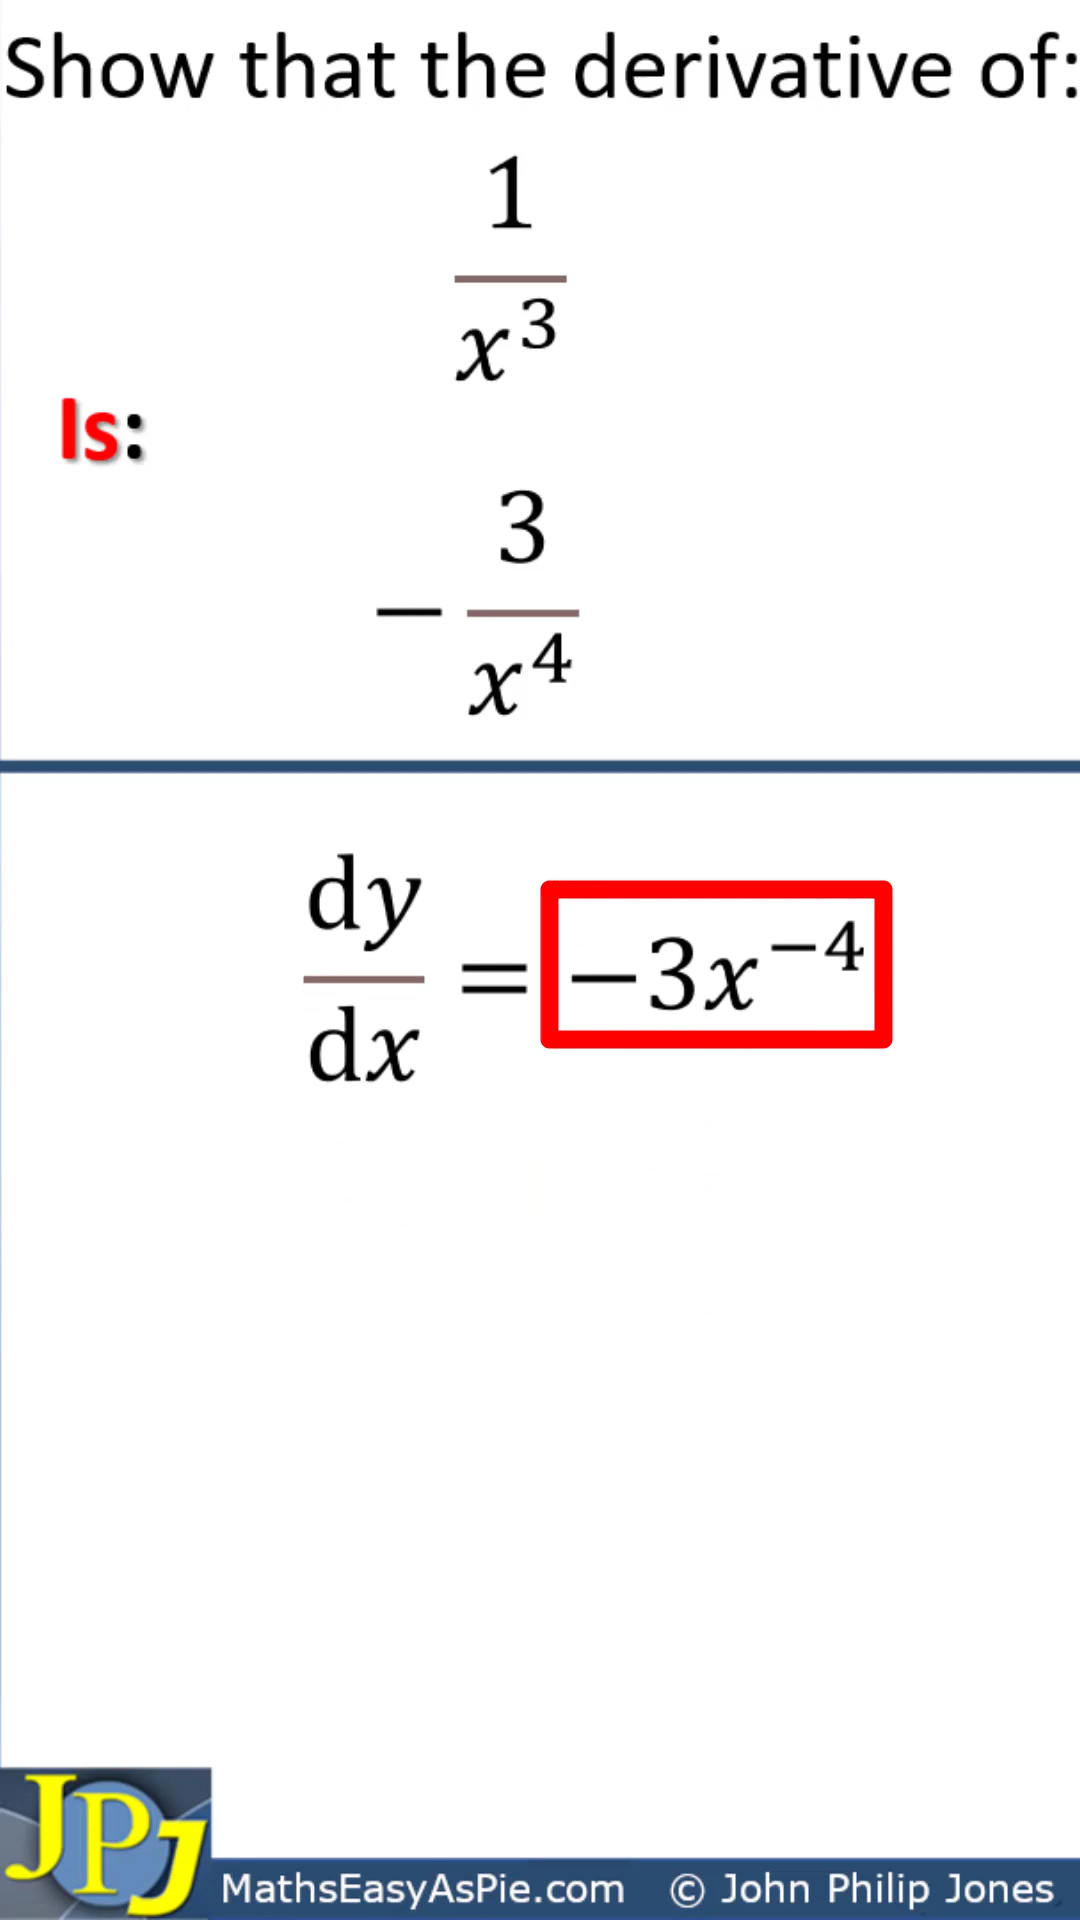 Show that the derivative of:
1
x³
Is:
− 3
x⁴
dy
dx
= −3x⁻⁴
JPJ
MathsEasyAsPie.com © John Philip Jones